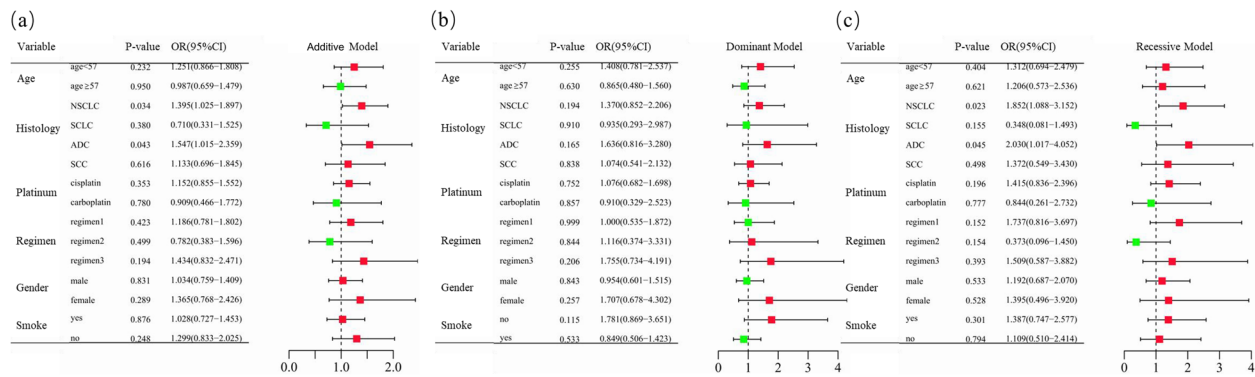 (a)
Variable P-value OR(95%CI) Additive Model
Age
age<57 0.232 1.251(0.866−1.808)
age≥57 0.950 0.987(0.659−1.479)
Histology
NSCLC 0.034 1.395(1.025−1.897)
SCLC 0.380 0.710(0.331−1.525)
ADC 0.043 1.547(1.015−2.359)
SCC 0.616 1.133(0.696−1.845)
Platinum
cisplatin 0.353 1.152(0.855−1.552)
carboplatin 0.780 0.909(0.466−1.772)
Regimen
regimen1 0.423 1.186(0.781−1.802)
regimen2 0.499 0.782(0.383−1.596)
regimen3 0.194 1.434(0.832−2.471)
Gender
male 0.831 1.034(0.759−1.409)
female 0.289 1.365(0.768−2.426)
Smoke
yes 0.876 1.028(0.727−1.453)
no 0.248 1.299(0.833−2.025)
0.0 1.0 2.0
(b)
Variable P-value OR(95%CI) Dominant Model
Age
age<57 0.255 1.408(0.781−2.537)
age≥57 0.630 0.865(0.480−1.560)
Histology
NSCLC 0.194 1.370(0.852−2.206)
SCLC 0.910 0.935(0.293−2.987)
ADC 0.165 1.636(0.816−3.280)
SCC 0.838 1.074(0.541−2.132)
Platinum
cisplatin 0.752 1.076(0.682−1.698)
carboplatin 0.857 0.910(0.329−2.523)
Regimen
regimen1 0.999 1.000(0.535−1.872)
regimen2 0.844 1.116(0.374−3.331)
regimen3 0.206 1.755(0.734−4.191)
Gender
male 0.843 0.954(0.601−1.515)
female 0.257 1.707(0.678−4.302)
Smoke
no 0.115 1.781(0.869−3.651)
yes 0.533 0.849(0.506−1.423)
0 1 2 3 4
(c)
Variable P-value OR(95%CI) Recessive Model
Age
age<57 0.404 1.312(0.694−2.479)
age≥57 0.621 1.206(0.573−2.536)
Histology
NSCLC 0.023 1.852(1.088−3.152)
SCLC 0.155 0.348(0.081−1.493)
ADC 0.045 2.030(1.017−4.052)
SCC 0.498 1.372(0.549−3.430)
Platinum
cisplatin 0.196 1.415(0.836−2.396)
carboplatin 0.777 0.844(0.261−2.732)
Regimen
regimen1 0.152 1.737(0.816−3.697)
regimen2 0.154 0.373(0.096−1.450)
regimen3 0.393 1.509(0.587−3.882)
Gender
male 0.533 1.192(0.687−2.070)
female 0.528 1.395(0.496−3.920)
Smoke
yes 0.301 1.387(0.747−2.577)
no 0.794 1.109(0.510−2.414)
0 1 2 3 4